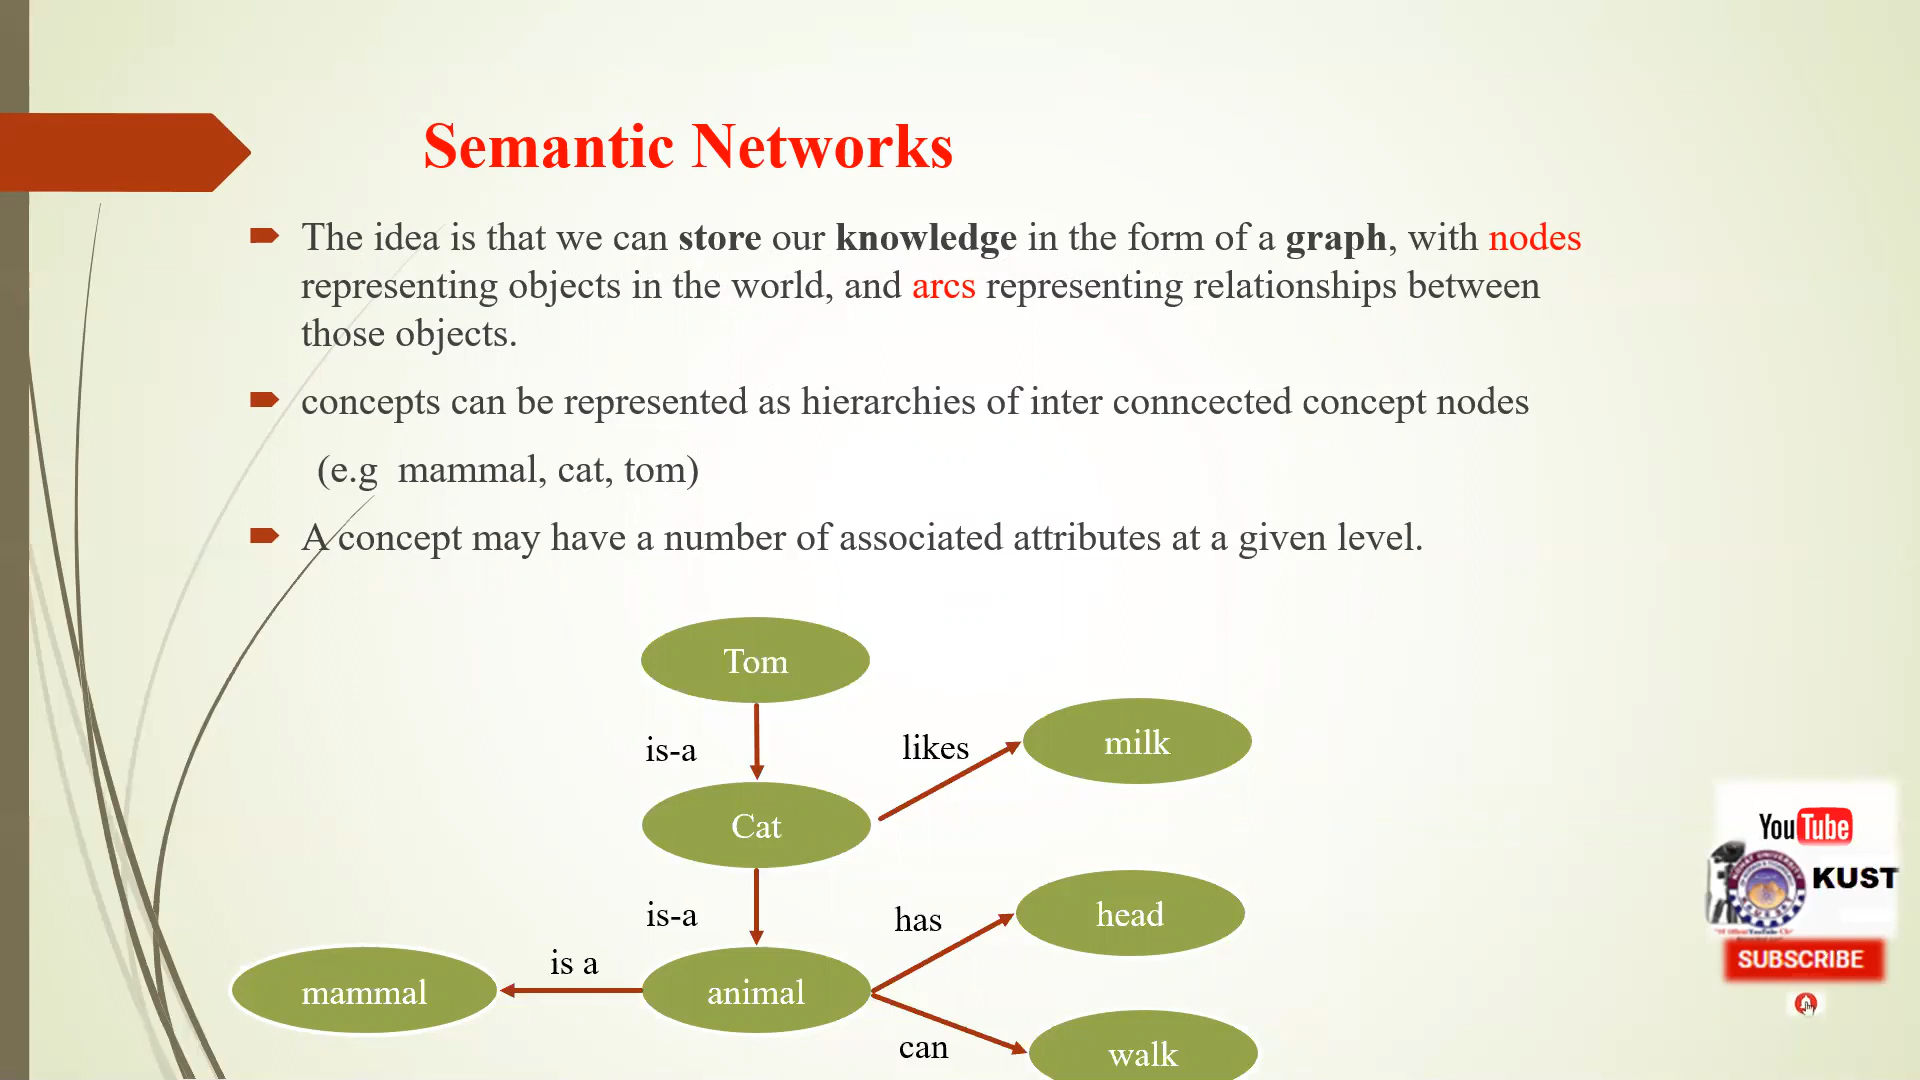 Semantic Networks
The idea is that we can store our knowledge in the form of a graph, with nodes
representing objects in the world, and arcs representing relationships between
those objects.
concepts can be represented as hierarchies of inter conncected concept nodes
(e.g mammal, cat, tom)
A concept may have a number of associated attributes at a given level.
Tom
is-a
likes
milk
Cat
is-a
has
head
mammal
is a
animal
can
walk
YouTube
KUST
SUBSCRIBE